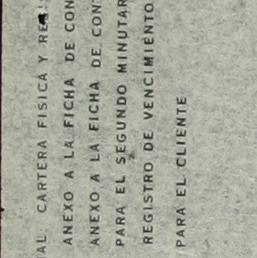 AL CARTERA FISICA Y RE
ANEXO A LA FICHA DE CON
ANEXO A LA FICHA DE CON
PARA EL SEGUNDO MINUTAR
REGISTRO DE VENCIMIENTO
PARA EL CLIENTE